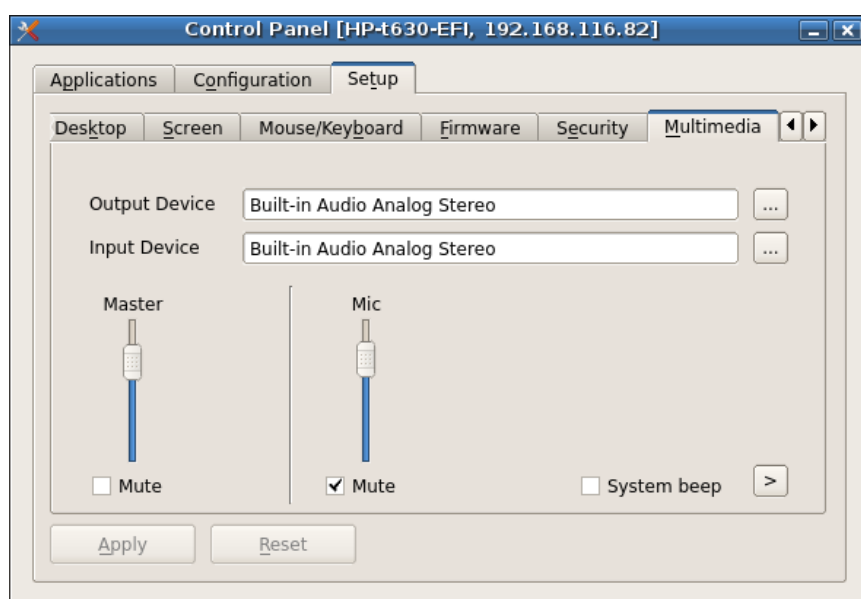 Control Panel [HP-t630-EFI, 192.168.116.82]
Applications Configuration Setup
Desktop Screen Mouse/Keyboard Firmware Security Multimedia
Output Device Built-in Audio Analog Stereo ...
Input Device Built-in Audio Analog Stereo ...
Master Mic
Mute Mute System beep >
Apply Reset